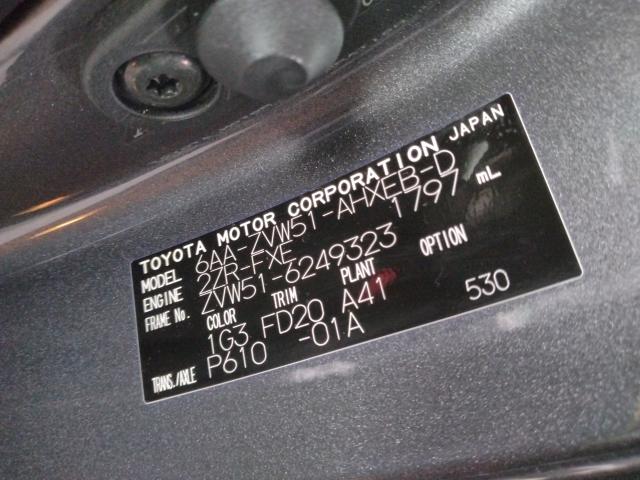 TOYOTA MOTOR CORPORATION JAPAN
MODEL 6AA-ZVW51-AHXEB-D
ENGINE 2ZR-FXE 1797 mL
FRAME No. ZVW51-6249323
COLOR TRIM PLANT OPTION
1G3 FD20 A41 530
TRANS./AXLE P610 -01A